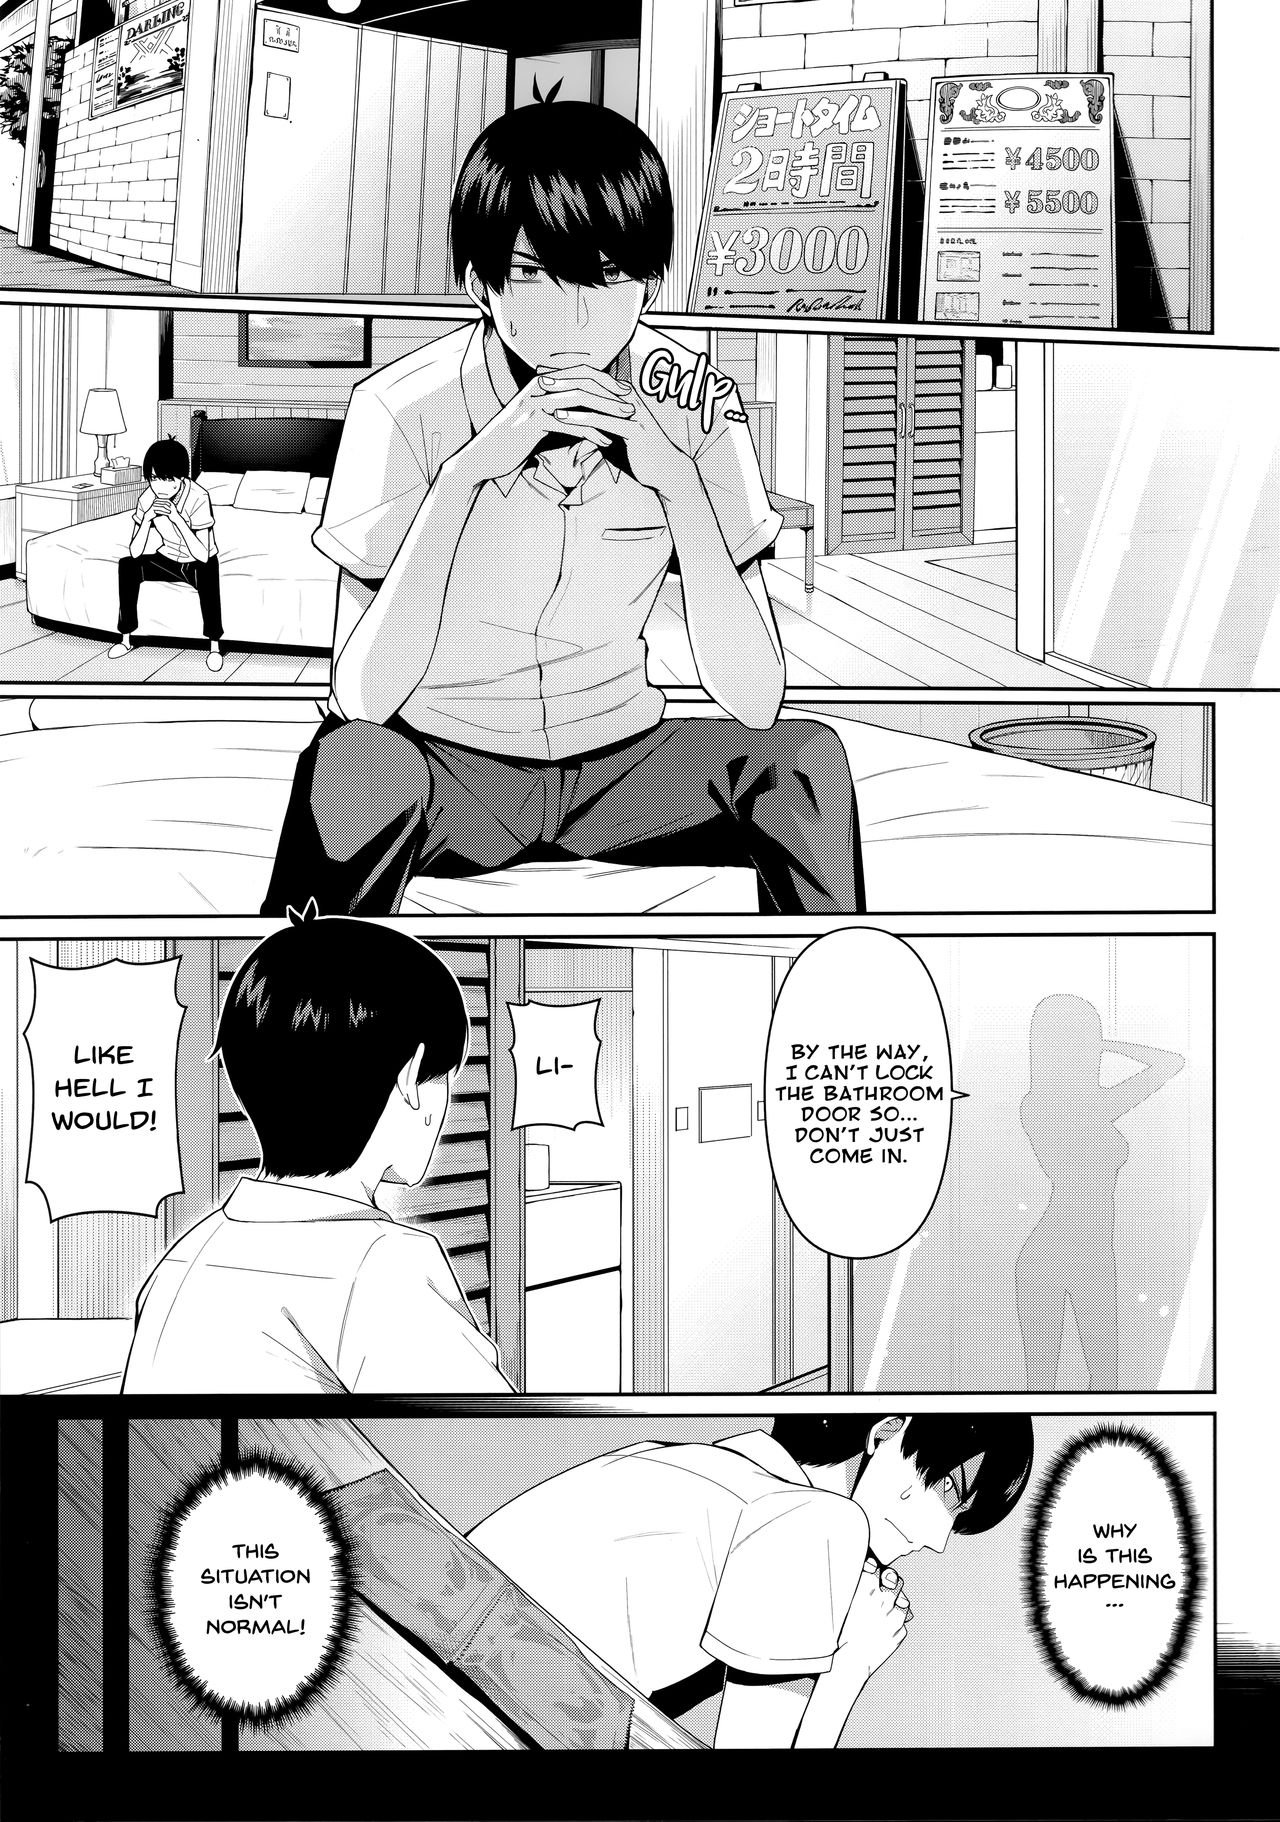 DARLING
ショートタイム
2時間
¥3000
¥4500
¥5500
Gulp...
BY THE WAY,
I CAN'T LOCK
THE BATHROOM
DOOR SO...
DON'T JUST
COME IN.
LI-
LIKE
HELL I
WOULD!
WHY
IS THIS
HAPPENING
...
THIS
SITUATION
ISN'T
NORMAL!